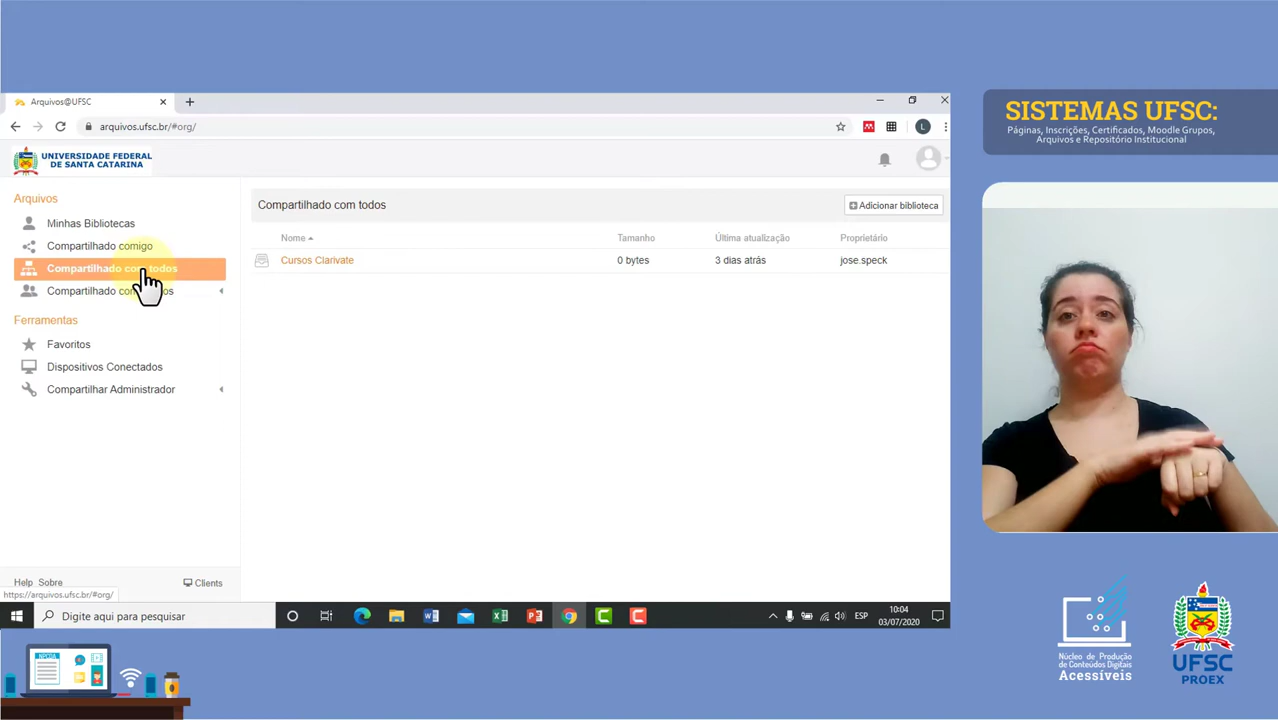 Arquivos@UFSC
arquivos.ufsc.br/#org/
L
UNIVERSIDADE FEDERAL
DE SANTA CATARINA
Arquivos
Minhas Bibliotecas
Compartilhado comigo
Compartilhado com todos
Compartilhado
Ferramentas
Favoritos
Dispositivos Conectados
Compartilhar Administrador
Help Sobre
Clients
https://arquivos.ufsc.br/#org/
Compartilhado com todos
Adicionar biblioteca
Nome Tamanho Última atualização Proprietário
Cursos Clarivate 0 bytes 3 dias atrás jose.speck
Digite aqui para pesquisar
ESP
10:04
03/07/2020
SISTEMAS UFSC:
Páginas, Inscrições, Certificados, Moodle Grupos,
Arquivos e Repositório Institucional
Núcleo de Produção
de Conteúdos Digitais
Acessíveis
UFSC
PROEX
NPCDA